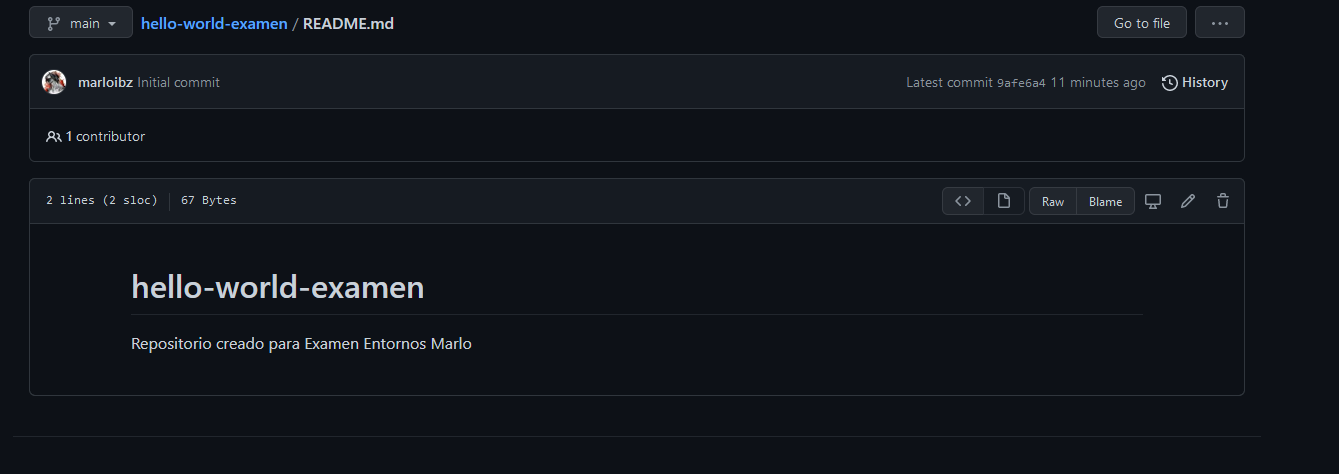 main hello-world-examen / README.md Go to file ...
marloibz Initial commit Latest commit 9afe6a4 11 minutes ago History
1 contributor
2 lines (2 sloc) 67 Bytes <> Raw Blame
hello-world-examen
Repositorio creado para Examen Entornos Marlo